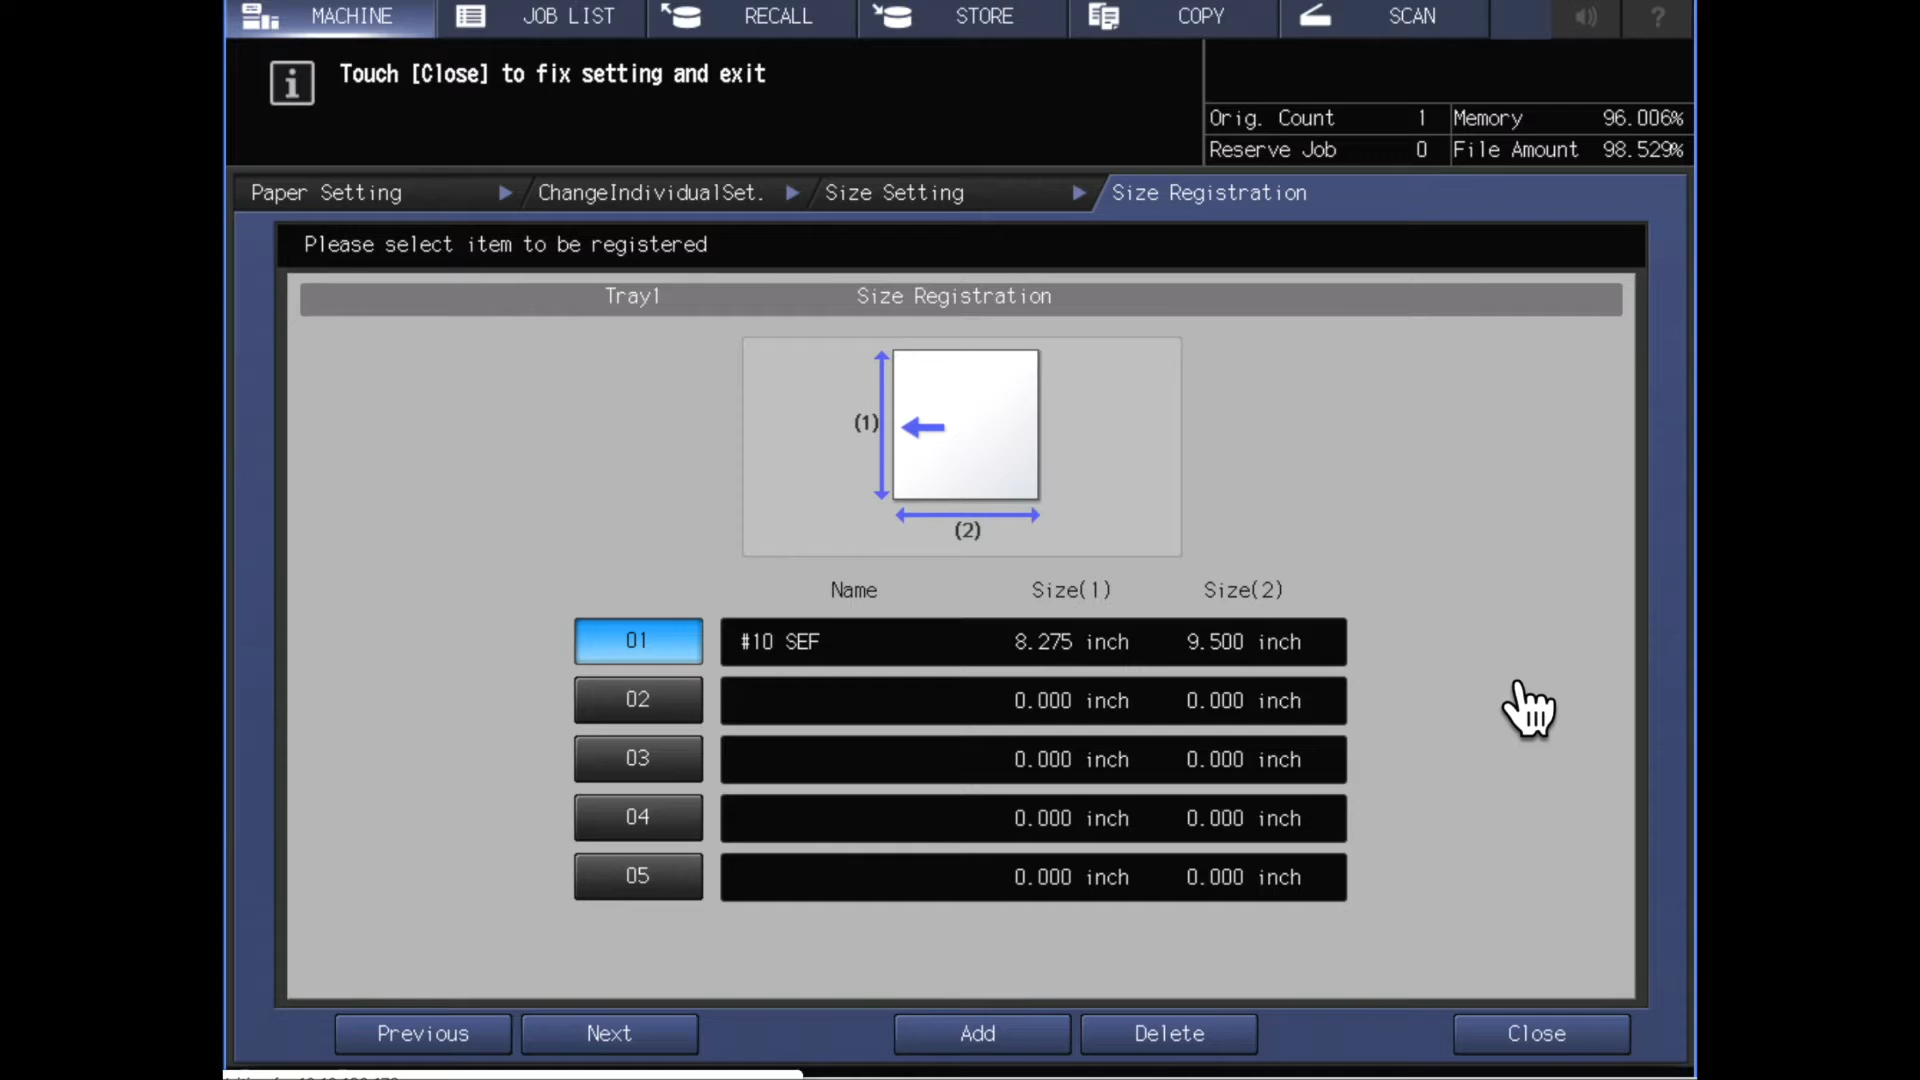 MACHINE JOB LIST RECALL STORE COPY SCAN ?
Touch [Close] to fix setting and exit
Orig. Count 1 Memory 96.006%
Reserve Job 0 File Amount 98.529%
Paper Setting ChangeIndividualSet. Size Setting Size Registration
Please select item to be registered
Tray1 Size Registration
(1)
(2)
Name Size(1) Size(2)
01 #10 SEF 8.275 inch 9.500 inch
02 0.000 inch 0.000 inch
03 0.000 inch 0.000 inch
04 0.000 inch 0.000 inch
05 0.000 inch 0.000 inch
Previous Next Add Delete Close